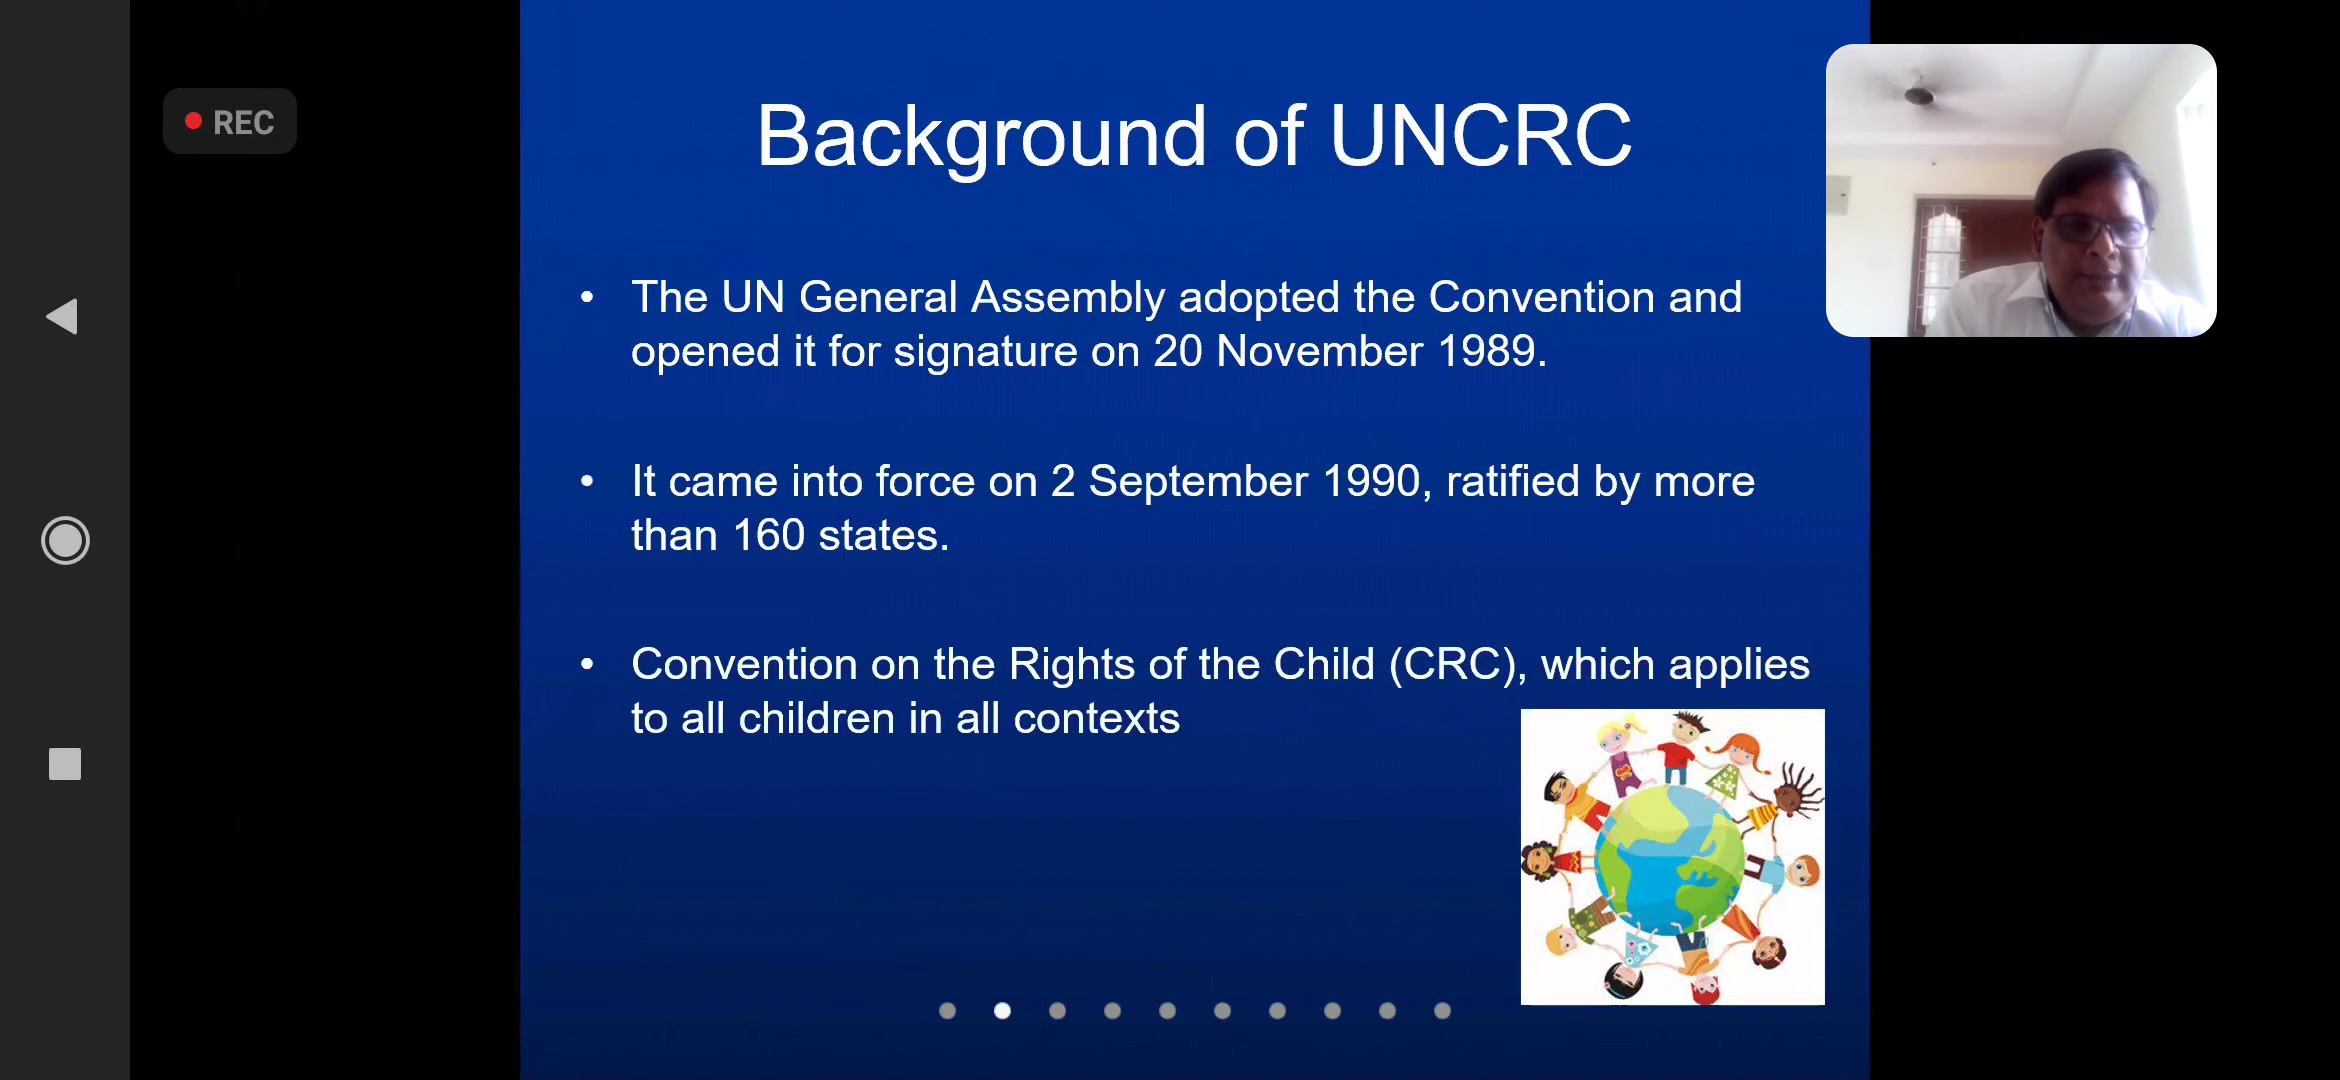 REC
Background of UNCRC
• The UN General Assembly adopted the Convention and
opened it for signature on 20 November 1989.
• It came into force on 2 September 1990, ratified by more
than 160 states.
• Convention on the Rights of the Child (CRC), which applies
to all children in all contexts